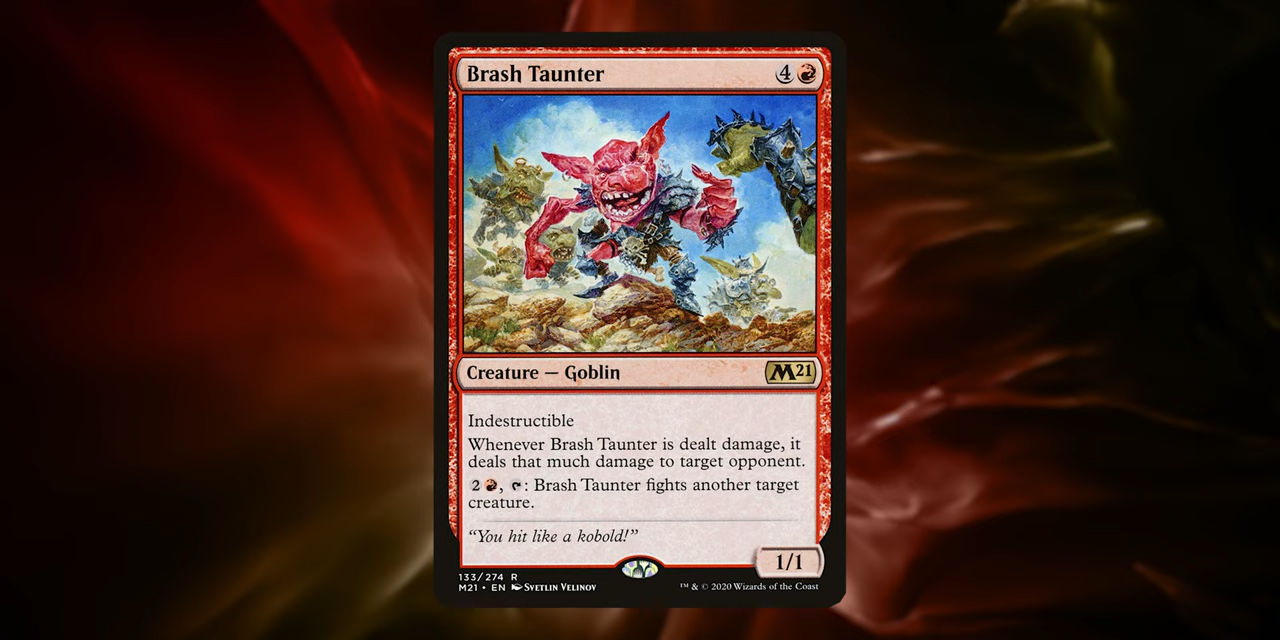 Brash Taunter 4
Creature — Goblin M21
Indestructible
Whenever Brash Taunter is dealt damage, it
deals that much damage to target opponent.
2 , : Brash Taunter fights another target
creature.
“You hit like a kobold!”
1/1
133/274 R
M21 • EN Svetlin Velinov
™ & © 2020 Wizards of the Coast